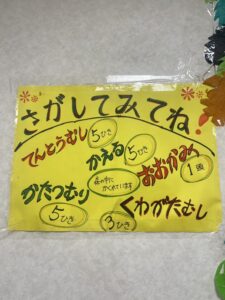 さがしてみてね!
てんとうむし 5ひき
かえる 5ひき
おおかみ 1匹
かたつむり 5ひき
くわがたむし 3びき